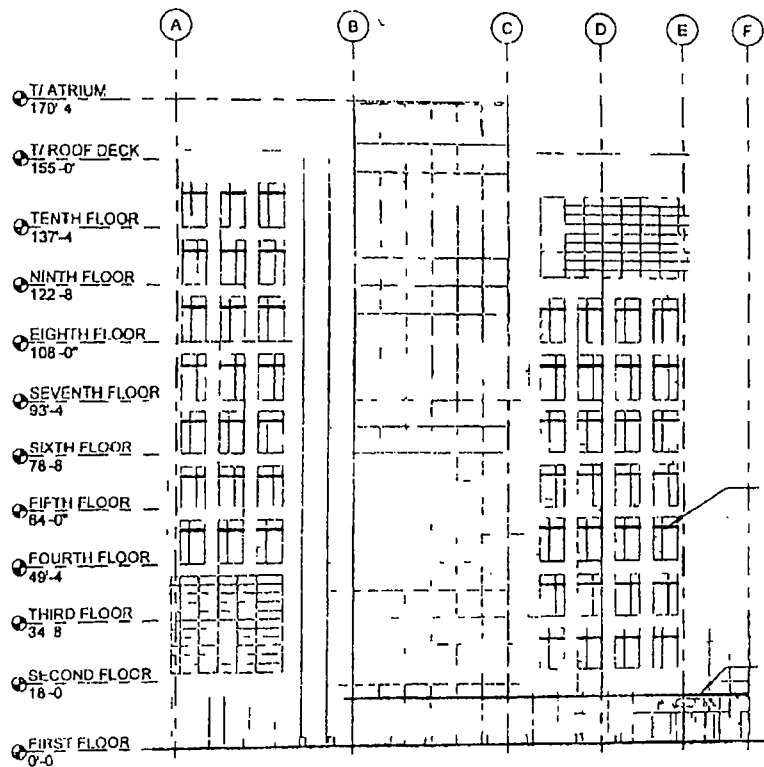 A
B
C
D
E
F
T/ ATRIUM
170' 4
T/ ROOF DECK
155-0'
TENTH FLOOR
137'-4
NINTH FLOOR
122-8
EIGHTH FLOOR
108-0"
SEVENTH FLOOR
93'-4
SIXTH FLOOR
78-8
FIFTH FLOOR
64-0"
FOURTH FLOOR
49'-4
THIRD FLOOR
34 8
SECOND FLOOR
18-0
FIRST FLOOR
0'-0